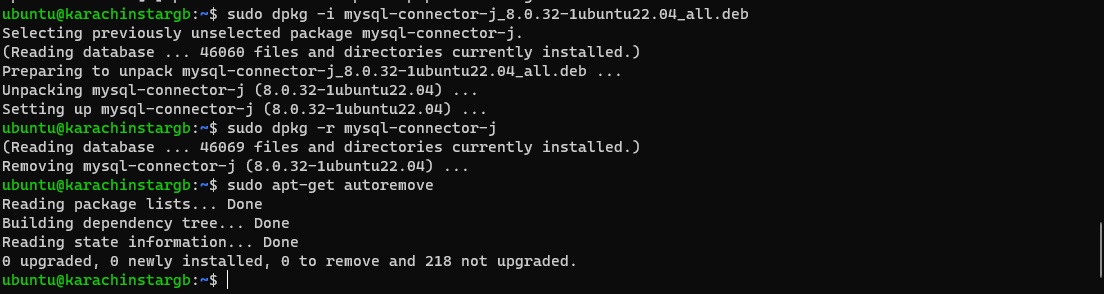 ubuntu@karachinstargb:~$ sudo dpkg -i mysql-connector-j_8.0.32-1ubuntu22.04_all.deb
Selecting previously unselected package mysql-connector-j.
(Reading database ... 46060 files and directories currently installed.)
Preparing to unpack mysql-connector-j_8.0.32-1ubuntu22.04_all.deb ...
Unpacking mysql-connector-j (8.0.32-1ubuntu22.04) ...
Setting up mysql-connector-j (8.0.32-1ubuntu22.04) ...
ubuntu@karachinstargb:~$ sudo dpkg -r mysql-connector-j
(Reading database ... 46069 files and directories currently installed.)
Removing mysql-connector-j (8.0.32-1ubuntu22.04) ...
ubuntu@karachinstargb:~$ sudo apt-get autoremove
Reading package lists... Done
Building dependency tree... Done
Reading state information... Done
0 upgraded, 0 newly installed, 0 to remove and 218 not upgraded.
ubuntu@karachinstargb:~$